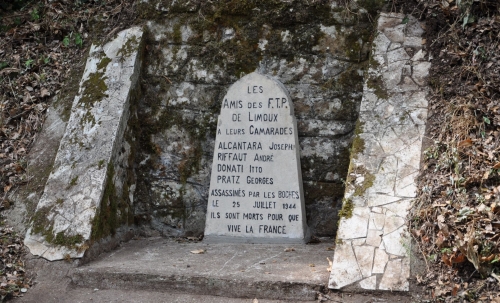 LES
AMIS DES F.T.P.
DE LIMOUX
A LEURS CAMARADES
ALCANTARA JOSEPH
RIFFAUT ANDRÉ
DONATI ITTO
PRATZ GEORGES
ASSASSINÉS PAR LES BOCHES
LE 25 JUILLET 1944
ILS SONT MORTS POUR QUE
VIVE LA FRANCE